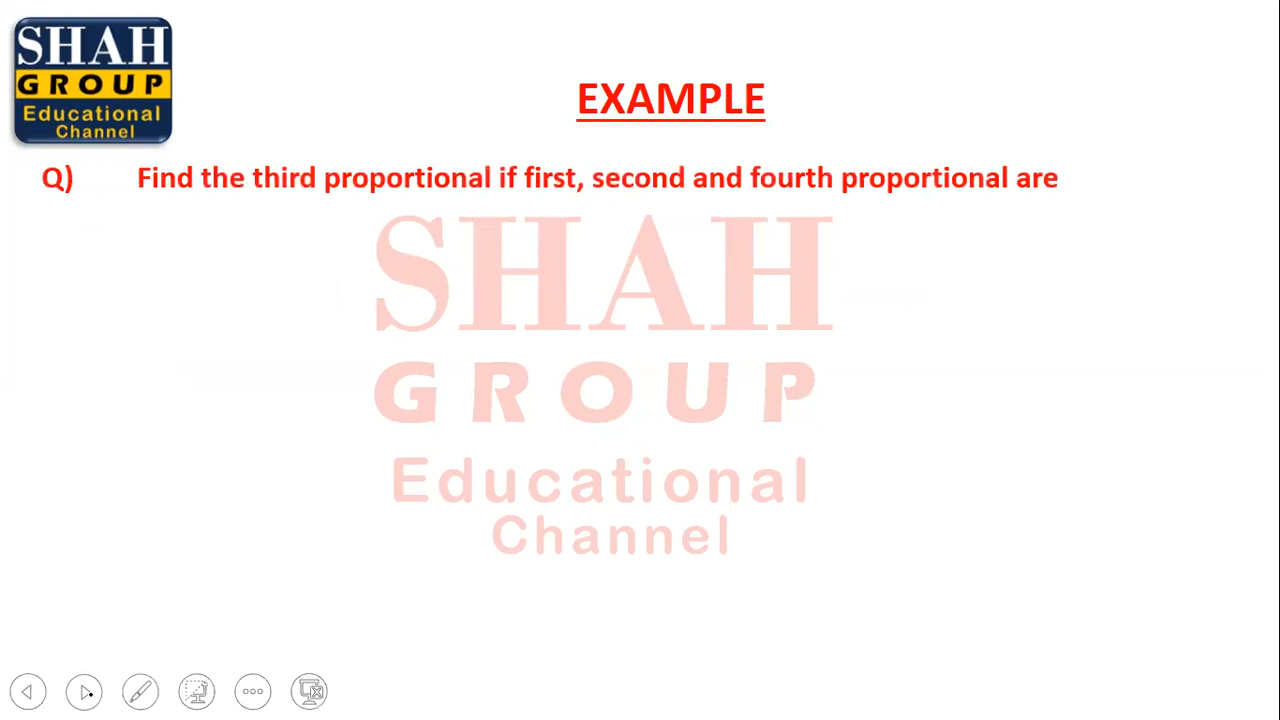 SHAH
GROUP
Educational
Channel
EXAMPLE
Q) Find the third proportional if first, second and fourth proportional are
SHAH
GROUP
Educational
Channel